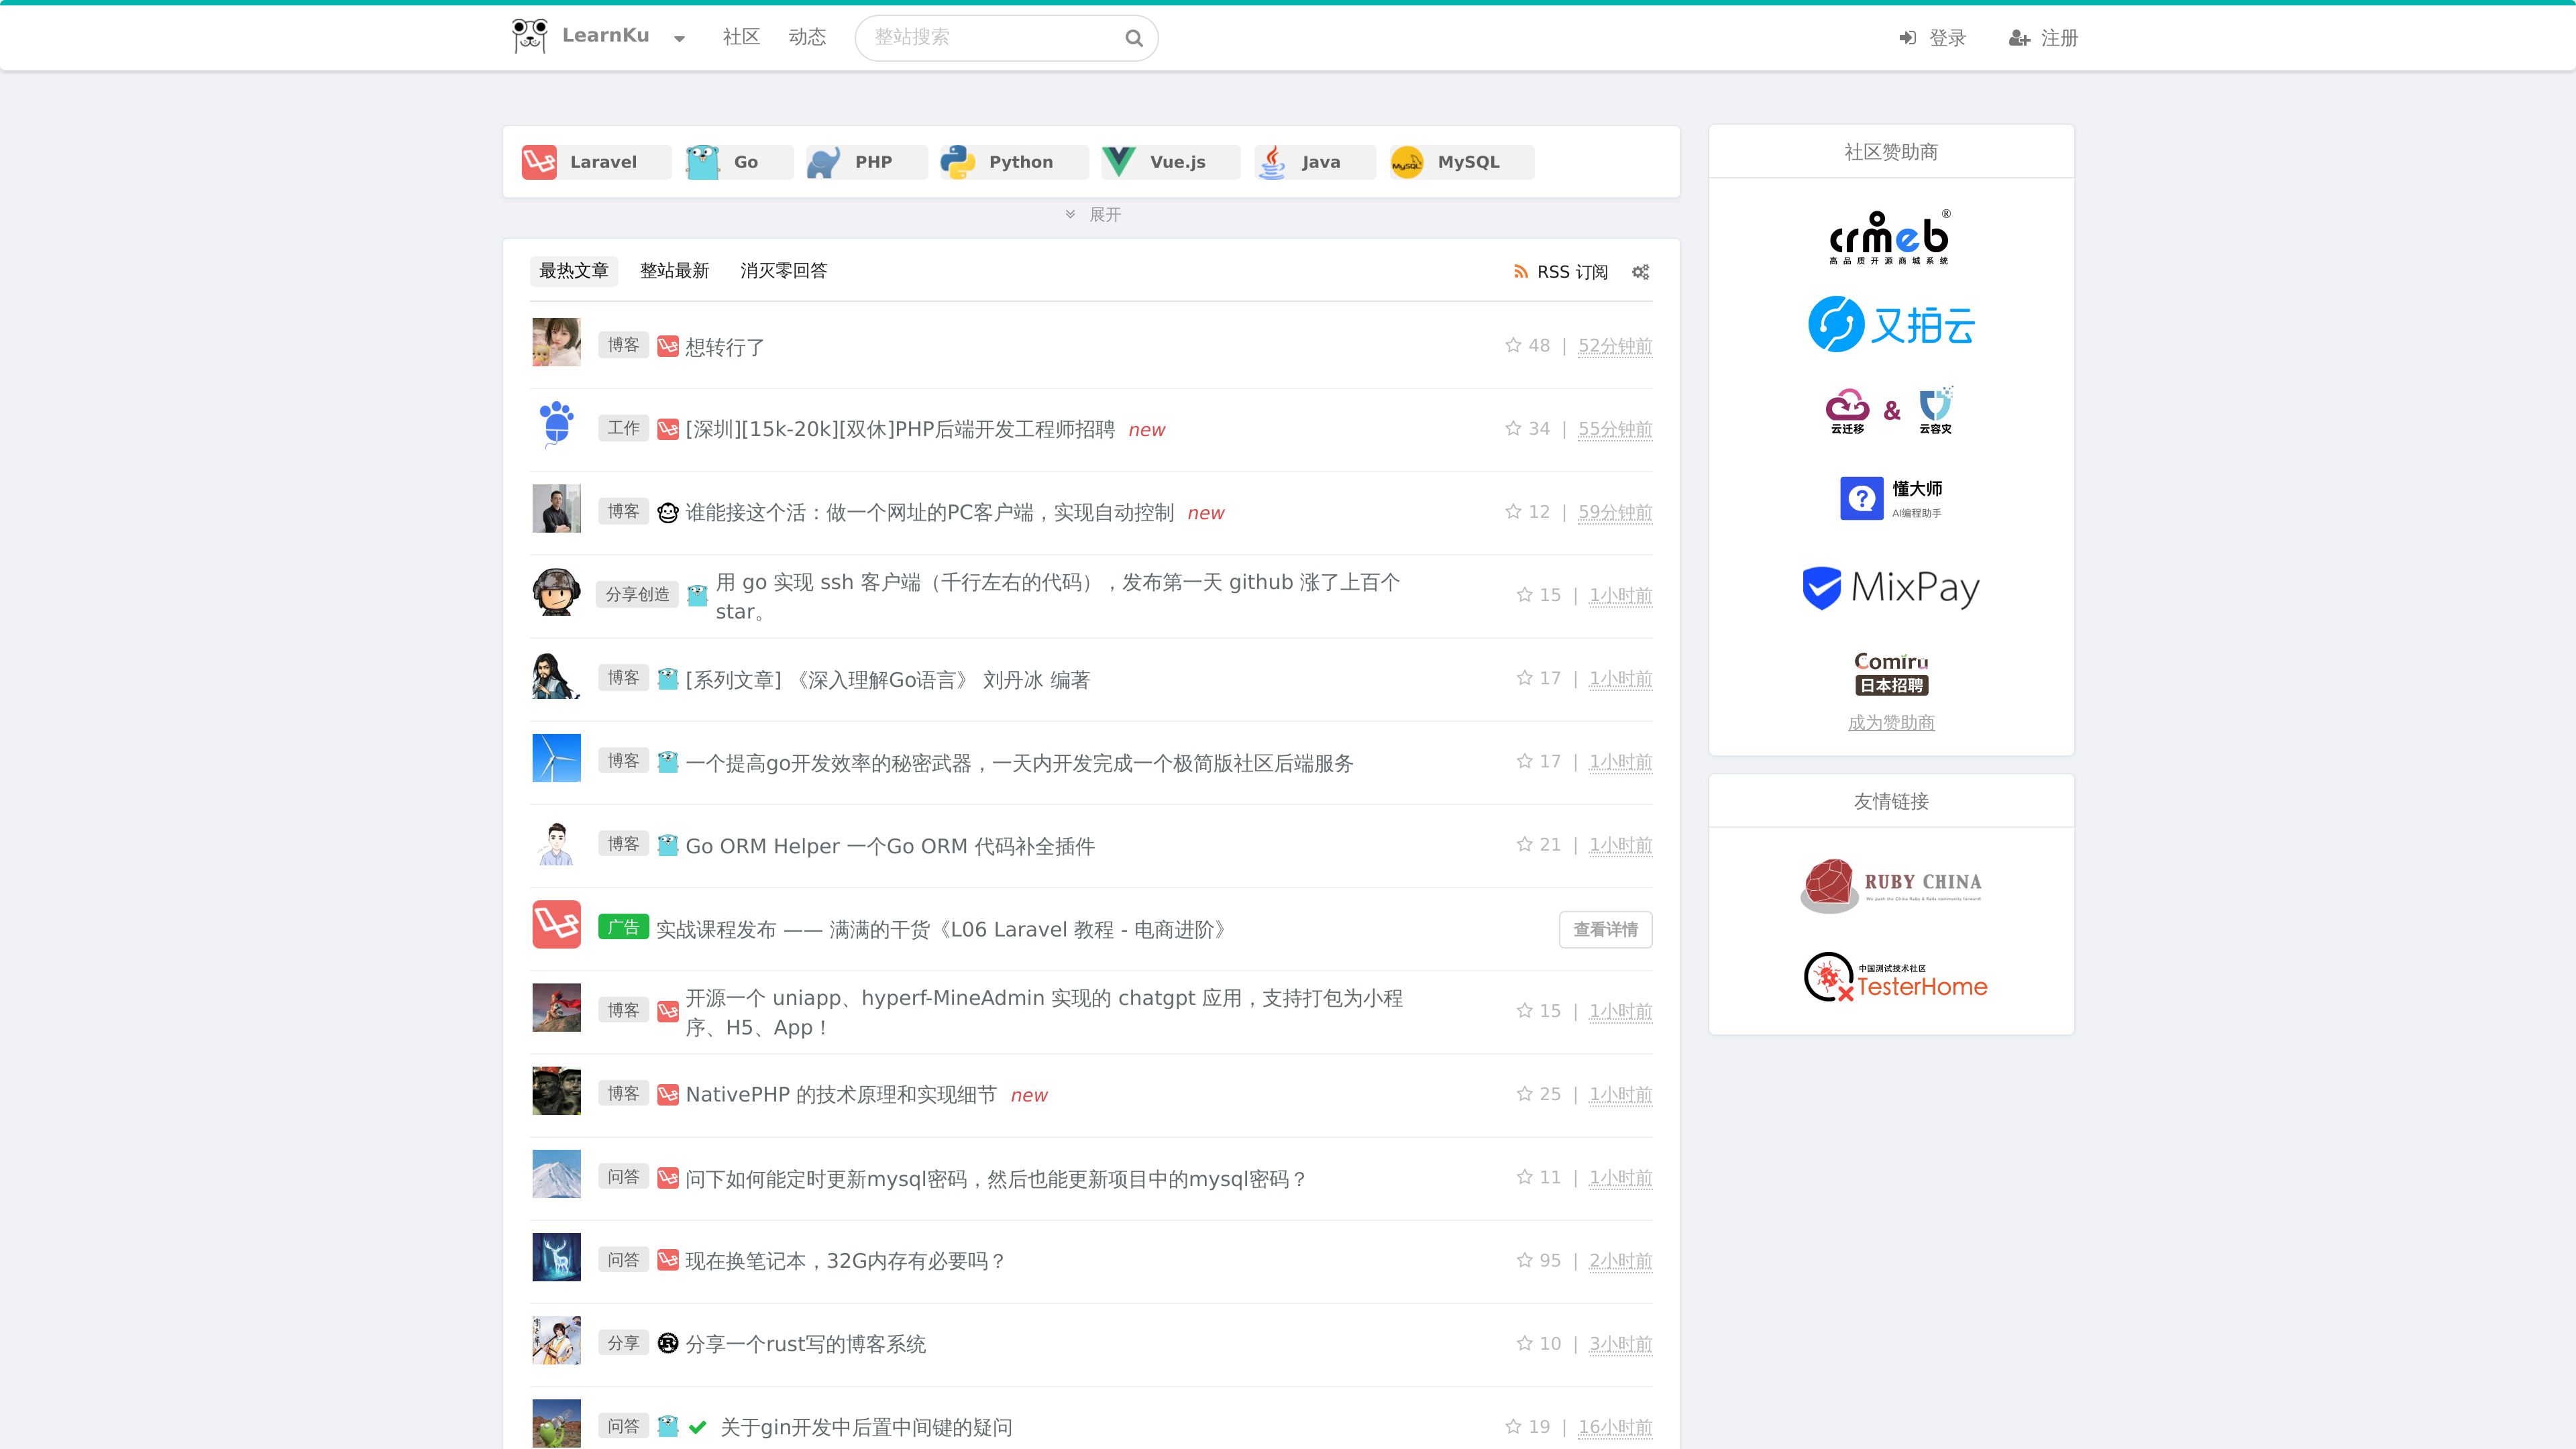 LearnKu
社区
动态
整站搜索
登录
注册
Laravel
Go
PHP
Python
Vue.js
Java
MySQL
展开
最热文章
整站最新
消灭零回答
RSS 订阅
博客
想转行了
48 | 52分钟前
工作
[深圳][15k-20k][双休]PHP后端开发工程师招聘 new
34 | 55分钟前
博客
谁能接这个活：做一个网址的PC客户端，实现自动控制 new
12 | 59分钟前
分享创造
用 go 实现 ssh 客户端（千行左右的代码），发布第一天 github 涨了上百个
star。
15 | 1小时前
博客
[系列文章] 《深入理解Go语言》 刘丹冰 编著
17 | 1小时前
博客
一个提高go开发效率的秘密武器，一天内开发完成一个极简版社区后端服务
17 | 1小时前
博客
Go ORM Helper 一个Go ORM 代码补全插件
21 | 1小时前
广告
实战课程发布 —— 满满的干货《L06 Laravel 教程 - 电商进阶》
查看详情
博客
开源一个 uniapp、hyperf-MineAdmin 实现的 chatgpt 应用，支持打包为小程
序、H5、App！
15 | 1小时前
博客
NativePHP 的技术原理和实现细节 new
25 | 1小时前
问答
问下如何能定时更新mysql密码，然后也能更新项目中的mysql密码？
11 | 1小时前
问答
现在换笔记本，32G内存有必要吗？
95 | 2小时前
分享
分享一个rust写的博客系统
10 | 3小时前
问答
关于gin开发中后置中间键的疑问
19 | 16小时前
社区赞助商
crmeb®
高品质开源商城系统
又拍云
云迁移 & 云容灾
懂大师
AI编程助手
MixPay
Comiru
日本招聘
成为赞助商
友情链接
RUBY CHINA
中国测试技术社区
TesterHome